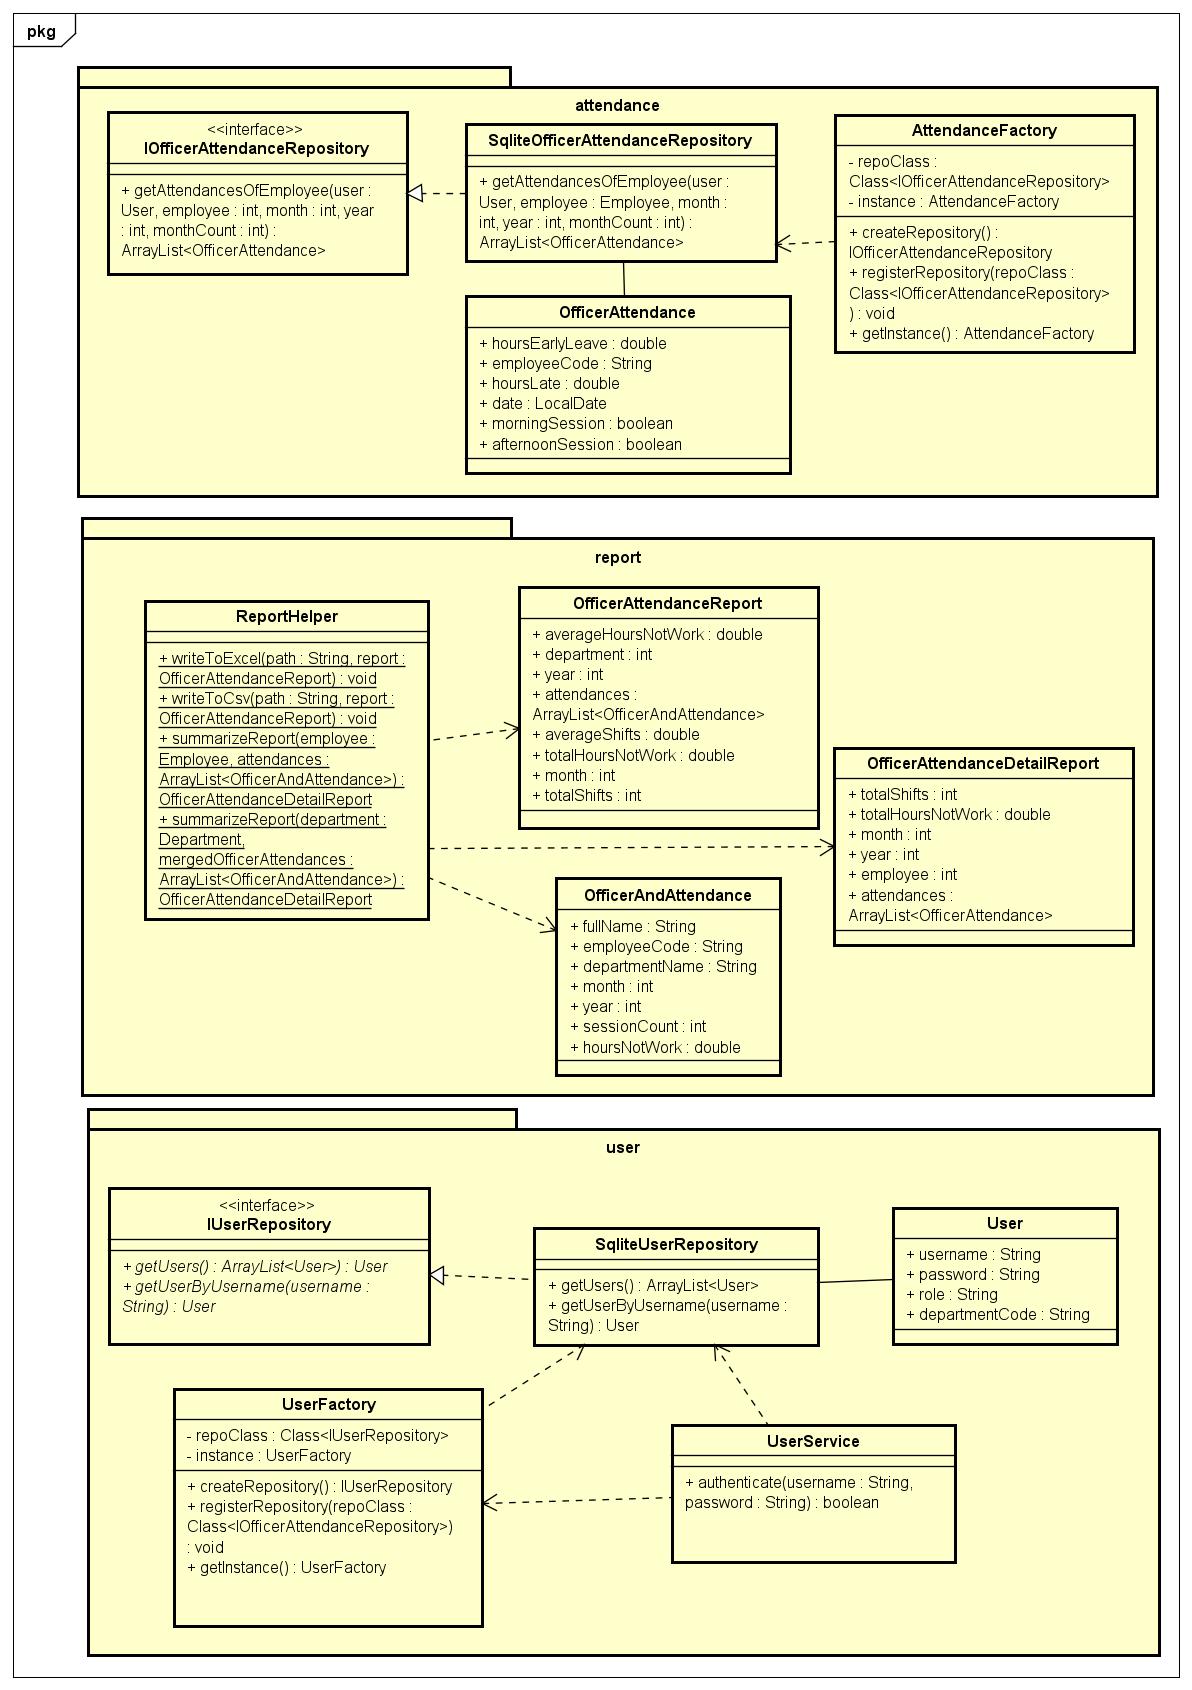 pkg
attendance
<<interface>>
IOfficerAttendanceRepository
+ getAttendancesOfEmployee(user :
User, employee : int, month : int, year
: int, monthCount : int) :
ArrayList<OfficerAttendance>
SqliteOfficerAttendanceRepository
+ getAttendancesOfEmployee(user :
User, employee : Employee, month :
int, year : int, monthCount : int) :
ArrayList<OfficerAttendance>
AttendanceFactory
- repoClass :
Class<IOfficerAttendanceRepository>
- instance : AttendanceFactory
+ createRepository() :
IOfficerAttendanceRepository
+ registerRepository(repoClass :
Class<IOfficerAttendanceRepository>
) : void
+ getInstance() : AttendanceFactory
OfficerAttendance
+ hoursEarlyLeave : double
+ employeeCode : String
+ hoursLate : double
+ date : LocalDate
+ morningSession : boolean
+ afternoonSession : boolean
report
ReportHelper
+ writeToExcel(path : String, report :
OfficerAttendanceReport) : void
+ writeToCsv(path : String, report :
OfficerAttendanceReport) : void
+ summarizeReport(employee :
Employee, attendances :
ArrayList<OfficerAndAttendance>) :
OfficerAttendanceDetailReport
+ summarizeReport(department :
Department,
mergedOfficerAttendances :
ArrayList<OfficerAndAttendance>) :
OfficerAttendanceDetailReport
OfficerAttendanceReport
+ averageHoursNotWork : double
+ department : int
+ year : int
+ attendances :
ArrayList<OfficerAndAttendance>
+ averageShifts : double
+ totalHoursNotWork : double
+ month : int
+ totalShifts : int
OfficerAttendanceDetailReport
+ totalShifts : int
+ totalHoursNotWork : double
+ month : int
+ year : int
+ employee : int
+ attendances :
ArrayList<OfficerAttendance>
OfficerAndAttendance
+ fullName : String
+ employeeCode : String
+ departmentName : String
+ month : int
+ year : int
+ sessionCount : int
+ hoursNotWork : double
user
<<interface>>
IUserRepository
+ getUsers() : ArrayList<User>) : User
+ getUserByUsername(username :
String) : User
SqliteUserRepository
+ getUsers() : ArrayList<User>
+ getUserByUsername(username :
String) : User
User
+ username : String
+ password : String
+ role : String
+ departmentCode : String
UserFactory
- repoClass : Class<IUserRepository>
- instance : UserFactory
+ createRepository() : IUserRepository
+ registerRepository(repoClass :
Class<IOfficerAttendanceRepository>)
: void
+ getInstance() : UserFactory
UserService
+ authenticate(username : String,
password : String) : boolean